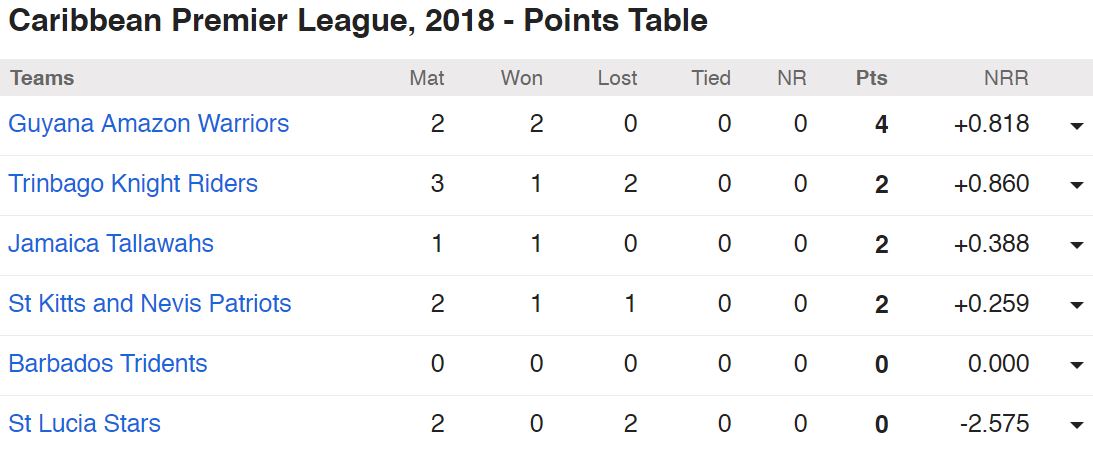 Caribbean Premier League, 2018 - Points Table
Teams Mat Won Lost Tied NR Pts NRR
Guyana Amazon Warriors 2 2 0 0 0 4 +0.818
Trinbago Knight Riders 3 1 2 0 0 2 +0.860
Jamaica Tallawahs 1 1 0 0 0 2 +0.388
St Kitts and Nevis Patriots 2 1 1 0 0 2 +0.259
Barbados Tridents 0 0 0 0 0 0 0.000
St Lucia Stars 2 0 2 0 0 0 -2.575